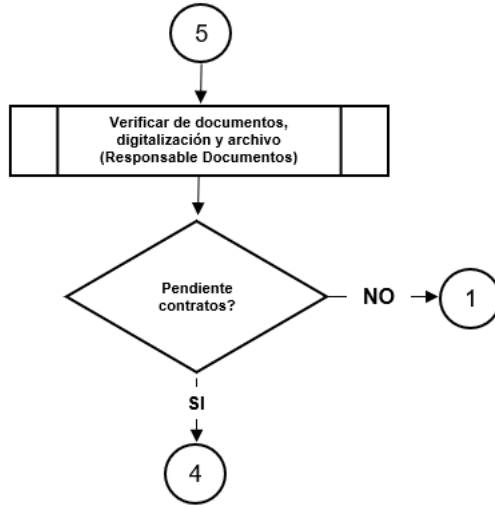 5
Verificar de documentos,
digitalización y archivo
(Responsable Documentos)
Pendiente
contratos?
NO
1
SI
4